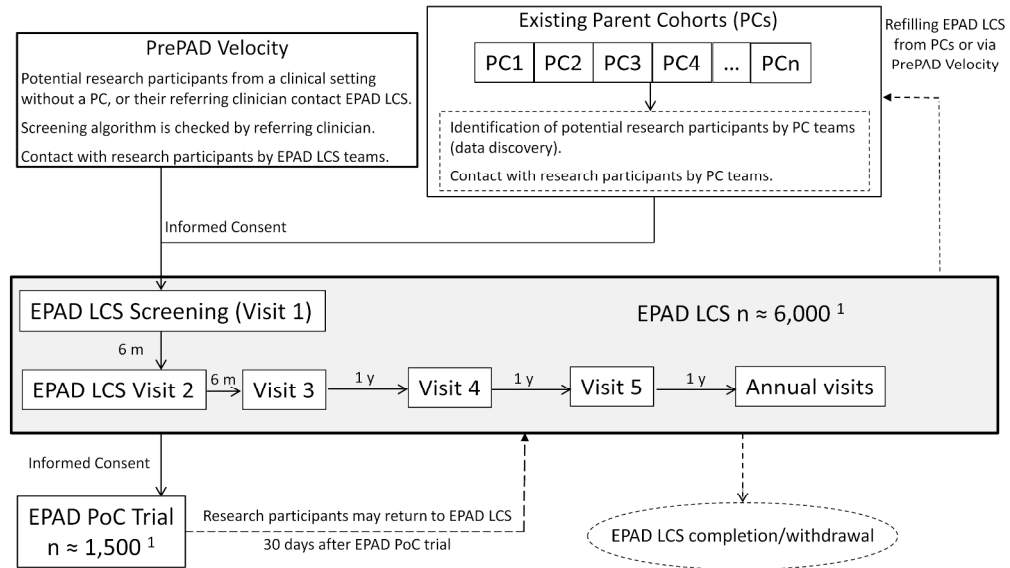 PrePAD Velocity
Potential research participants from a clinical setting
without a PC, or their referring clinician contact EPAD LCS.
Screening algorithm is checked by referring clinician.
Contact with research participants by EPAD LCS teams.
Existing Parent Cohorts (PCs)
PC1 PC2 PC3 PC4 ... PCn
Identification of potential research participants by PC teams
(data discovery).
Contact with research participants by PC teams.
Refilling EPAD LCS
from PCs or via
PrePAD Velocity
Informed Consent
EPAD LCS Screening (Visit 1)
EPAD LCS n ≈ 6,000 ¹
6 m
EPAD LCS Visit 2 6 m Visit 3 1 y Visit 4 1 y Visit 5 1 y Annual visits
Informed Consent
EPAD PoC Trial
n ≈ 1,500 ¹
Research participants may return to EPAD LCS
30 days after EPAD PoC trial
EPAD LCS completion/withdrawal